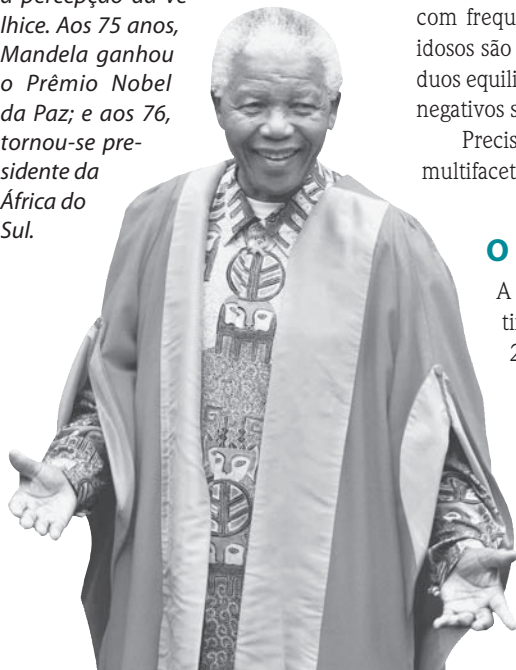 a percepção da ve-
lhice. Aos 75 anos,
Mandela ganhou
o Prêmio Nobel
da Paz; e aos 76,
tornou-se pre-
sidente da
África do
Sul.
com frequ
idosos são
duos equili
negativos s
Precis
multifacet
O
A
ti
2